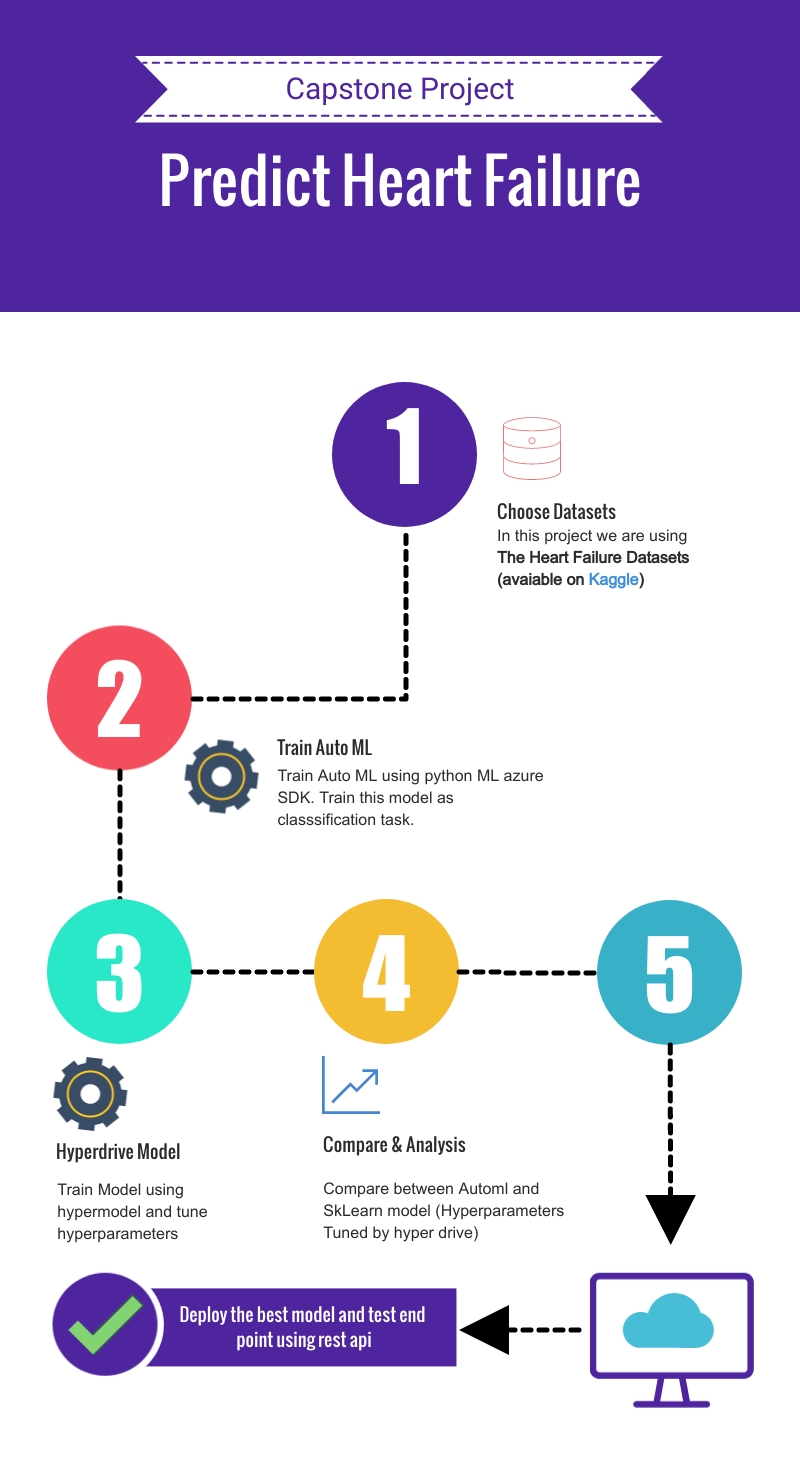 Capstone Project
Predict Heart Failure
1
Choose Datasets
In this project we are using
The Heart Failure Datasets
(avaiable on Kaggle)
2
Train Auto ML
Train Auto ML using python ML azure
SDK. Train this model as
classsification task.
3
4
5
Hyperdrive Model
Train Model using
hypermodel and tune
hyperparameters
Compare & Analysis
Compare between Automl and
SkLearn model (Hyperparameters
Tuned by hyper drive)
Deploy the best model and test end
point using rest api